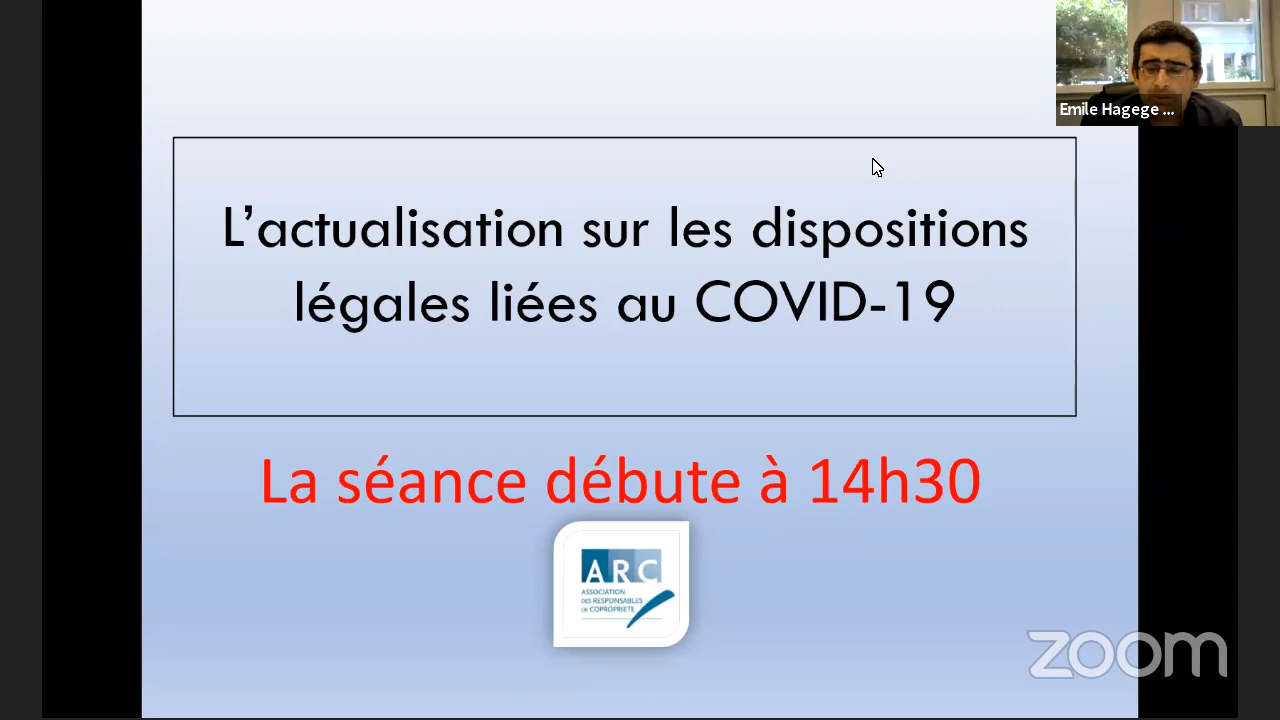 Emile Hagege ...
L’actualisation sur les dispositions
légales liées au COVID-19
La séance débute à 14h30
ARC
ASSOCIATION
DES RESPONSABLES
DE COPROPRIÉTÉ
zoom